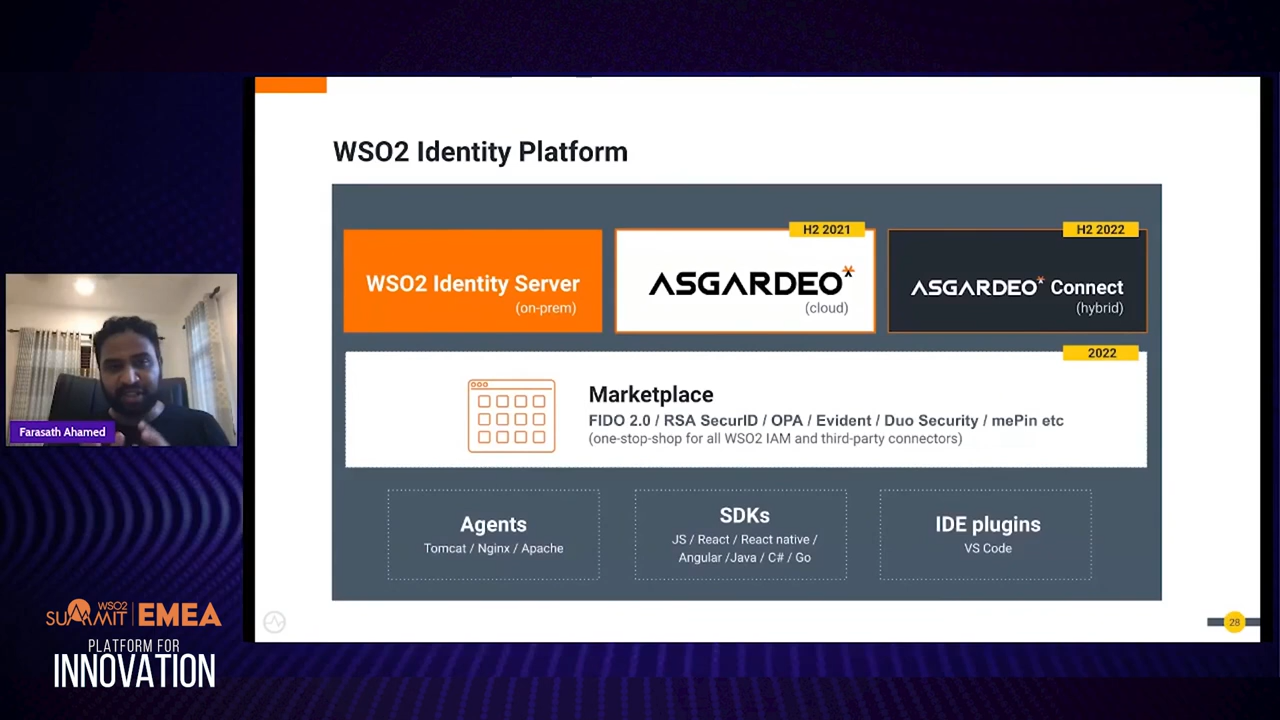 WSO2 Identity Platform
H2 2021
H2 2022
WSO2 Identity Server
(on-prem)
ASGARDEO
(cloud)
ASGARDEO Connect
(hybrid)
2022
Marketplace
FIDO 2.0 / RSA SecurID / OPA / Evident / Duo Security / mePin etc
(one-stop-shop for all WSO2 IAM and third-party connectors)
Agents
Tomcat / Nginx / Apache
SDKs
JS / React / React native /
Angular /Java / C# / Go
IDE plugins
VS Code
28
Farasath Ahamed
WSO2
SUMMIT EMEA
PLATFORM FOR
INNOVATION